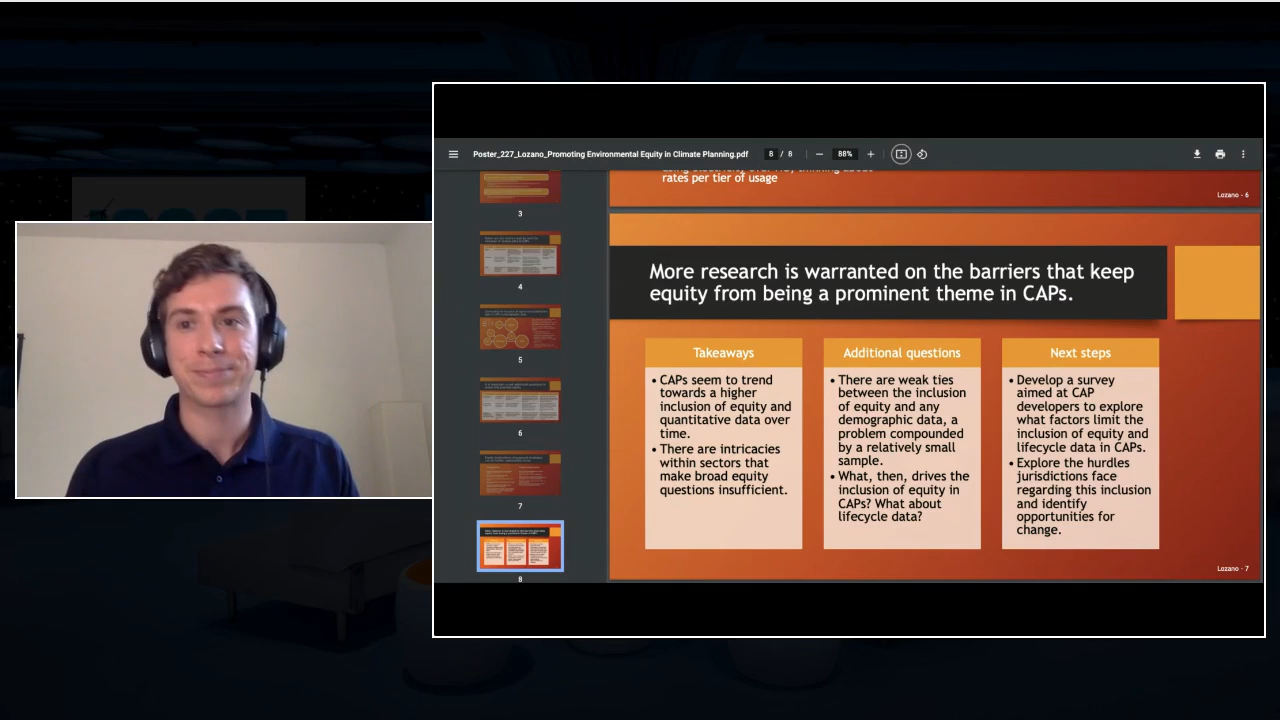 Poster_227_Lozano_Promoting Environmental Equity in Climate Planning.pdf
8 / 8
88%
rates per tier of usage
Lozano - 6
3
4
5
6
7
8
More research is warranted on the barriers that keep
equity from being a prominent theme in CAPs.
Takeaways
• CAPs seem to trend
towards a higher
inclusion of equity and
quantitative data over
time.
• There are intricacies
within sectors that
make broad equity
questions insufficient.
Additional questions
• There are weak ties
between the inclusion
of equity and any
demographic data, a
problem compounded
by a relatively small
sample.
• What, then, drives the
inclusion of equity in
CAPs? What about
lifecycle data?
Next steps
• Develop a survey
aimed at CAP
developers to explore
what factors limit the
inclusion of equity and
lifecycle data in CAPs.
• Explore the hurdles
jurisdictions face
regarding this inclusion
and identify
opportunities for
change.
Lozano - 7